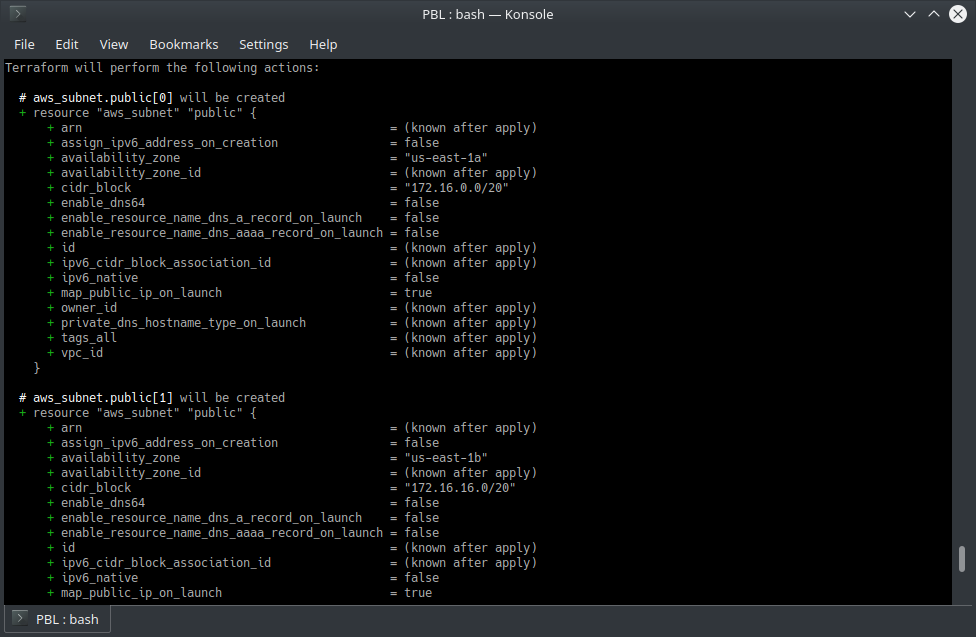 PBL : bash — Konsole
File Edit View Bookmarks Settings Help
Terraform will perform the following actions:
# aws_subnet.public[0] will be created
+ resource "aws_subnet" "public" {
+ arn = (known after apply)
+ assign_ipv6_address_on_creation = false
+ availability_zone = "us-east-1a"
+ availability_zone_id = (known after apply)
+ cidr_block = "172.16.0.0/20"
+ enable_dns64 = false
+ enable_resource_name_dns_a_record_on_launch = false
+ enable_resource_name_dns_aaaa_record_on_launch = false
+ id = (known after apply)
+ ipv6_cidr_block_association_id = (known after apply)
+ ipv6_native = false
+ map_public_ip_on_launch = true
+ owner_id = (known after apply)
+ private_dns_hostname_type_on_launch = (known after apply)
+ tags_all = (known after apply)
+ vpc_id = (known after apply)
}
# aws_subnet.public[1] will be created
+ resource "aws_subnet" "public" {
+ arn = (known after apply)
+ assign_ipv6_address_on_creation = false
+ availability_zone = "us-east-1b"
+ availability_zone_id = (known after apply)
+ cidr_block = "172.16.16.0/20"
+ enable_dns64 = false
+ enable_resource_name_dns_a_record_on_launch = false
+ enable_resource_name_dns_aaaa_record_on_launch = false
+ id = (known after apply)
+ ipv6_cidr_block_association_id = (known after apply)
+ ipv6_native = false
+ map_public_ip_on_launch = true
PBL : bash